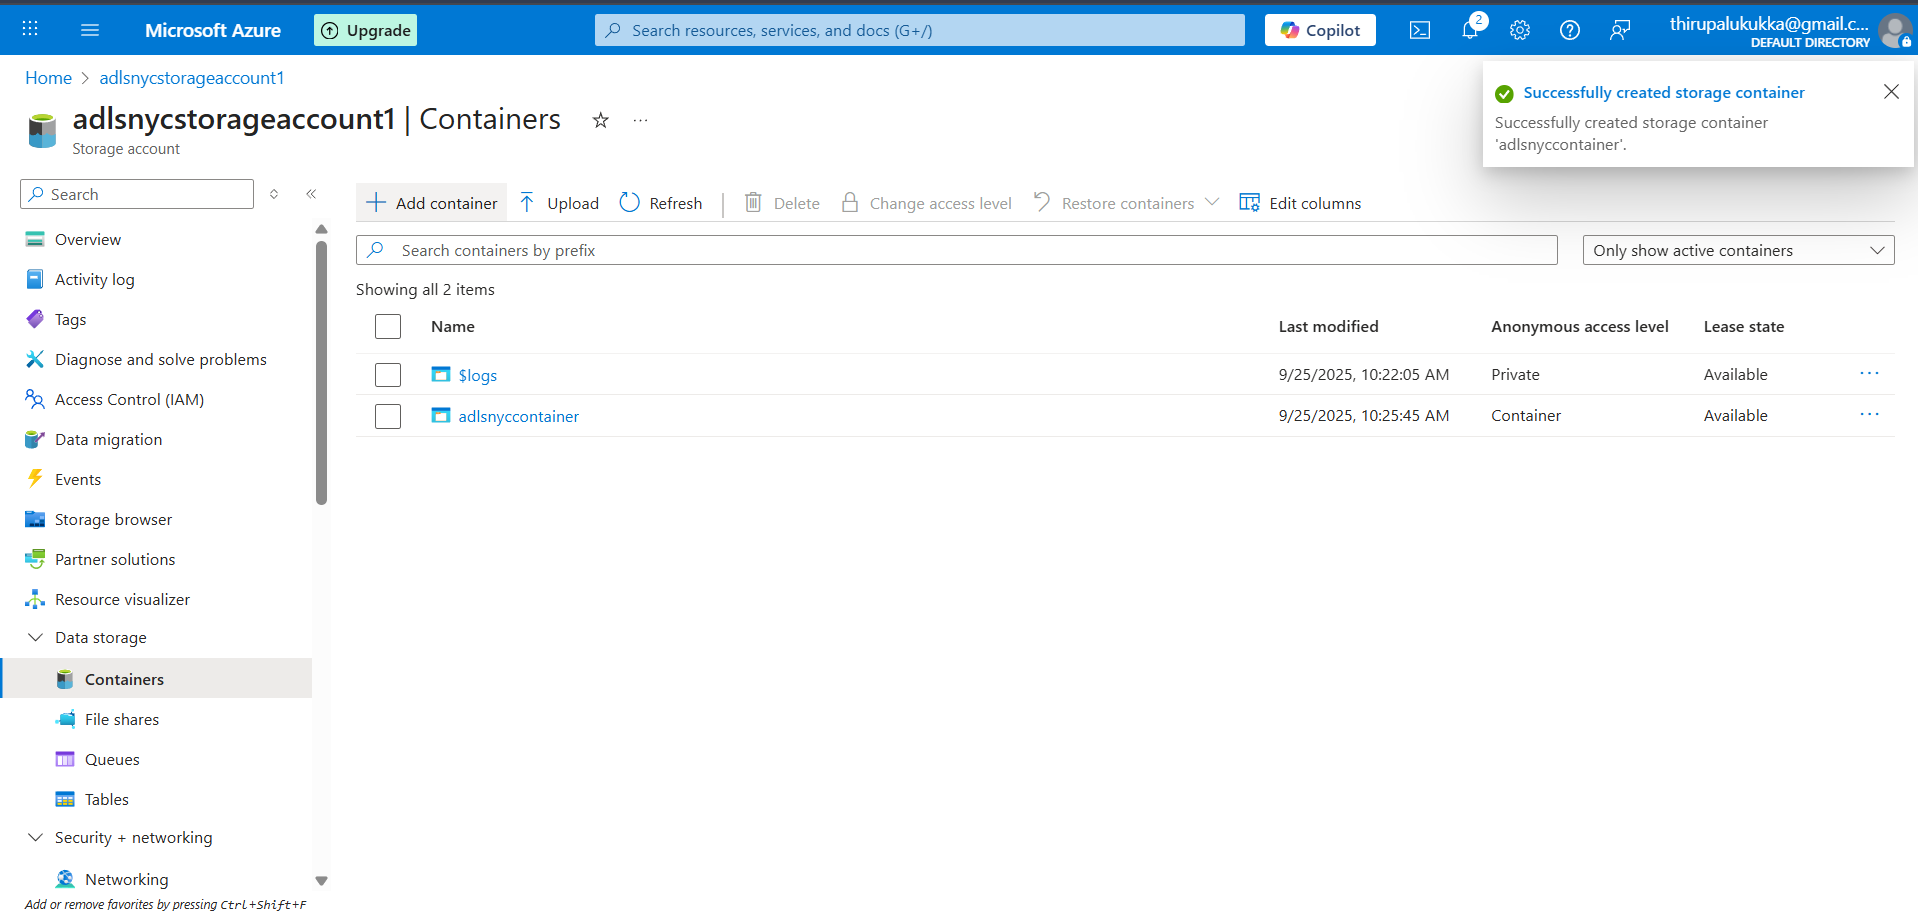 Microsoft Azure
Upgrade
Search resources, services, and docs (G+/)
Copilot
2
thirupalukukka@gmail.c...
DEFAULT DIRECTORY
Home > adlsnycstorageaccount1
adlsnycstorageaccount1 | Containers
Storage account
Successfully created storage container
Successfully created storage container
'adlsnyccontainer'.
Search
Overview
Activity log
Tags
Diagnose and solve problems
Access Control (IAM)
Data migration
Events
Storage browser
Partner solutions
Resource visualizer
Data storage
Containers
File shares
Queues
Tables
Security + networking
Networking
Add or remove favorites by pressing Ctrl+Shift+F
Add container
Upload
Refresh
Delete
Change access level
Restore containers
Edit columns
Search containers by prefix
Only show active containers
Showing all 2 items
Name Last modified Anonymous access level Lease state
$logs 9/25/2025, 10:22:05 AM Private Available
adlsnyccontainer 9/25/2025, 10:25:45 AM Container Available